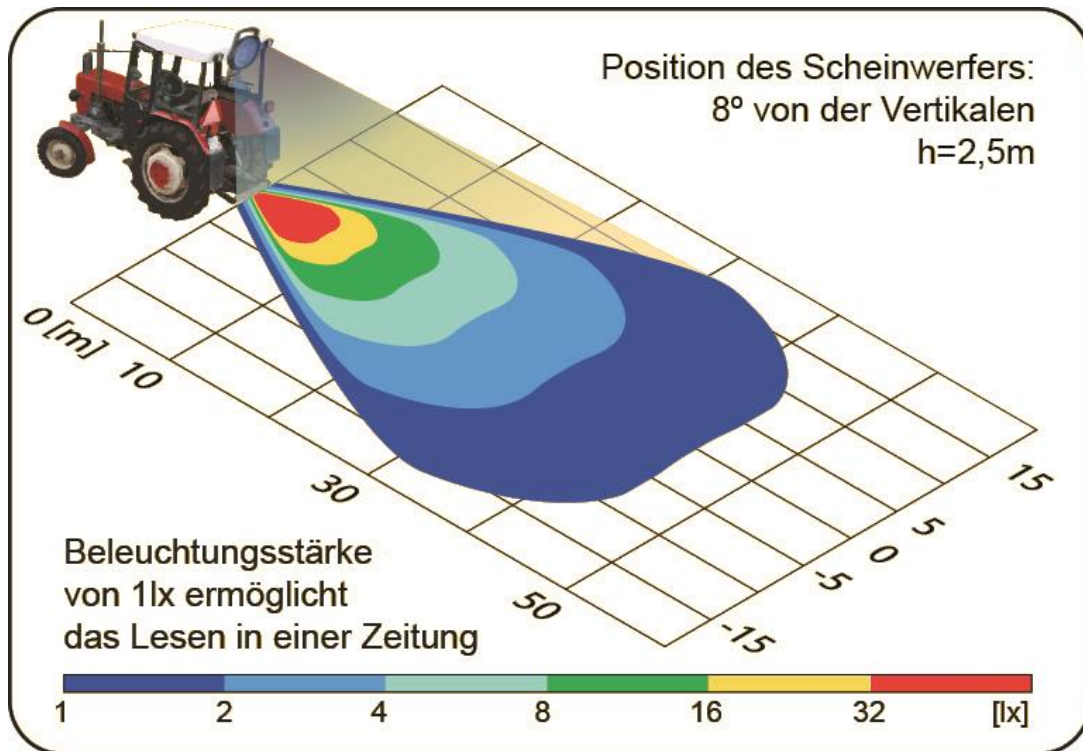 Position des Scheinwerfers:
8º von der Vertikalen
h=2,5m
0 [m]
10
30
50
15
5
0
-5
-15
Beleuchtungsstärke
von 1lx ermöglicht
das Lesen in einer Zeitung
1 2 4 8 16 32 [lx]